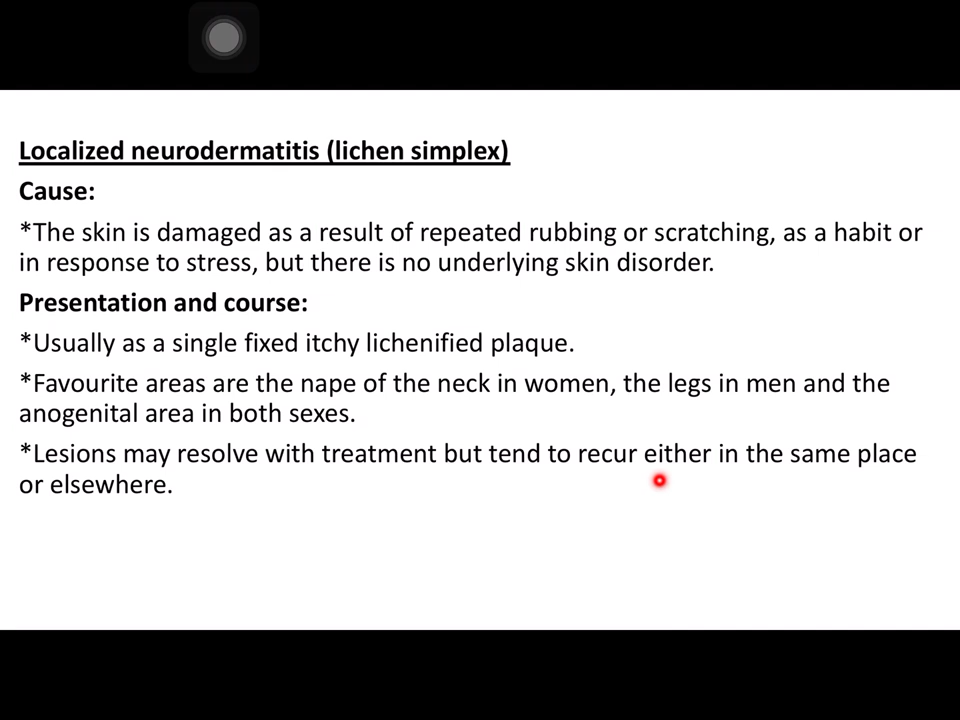 Localized neurodermatitis (lichen simplex)
Cause:
*The skin is damaged as a result of repeated rubbing or scratching, as a habit or
in response to stress, but there is no underlying skin disorder.
Presentation and course:
*Usually as a single fixed itchy lichenified plaque.
*Favourite areas are the nape of the neck in women, the legs in men and the
anogenital area in both sexes.
*Lesions may resolve with treatment but tend to recur either in the same place
or elsewhere.